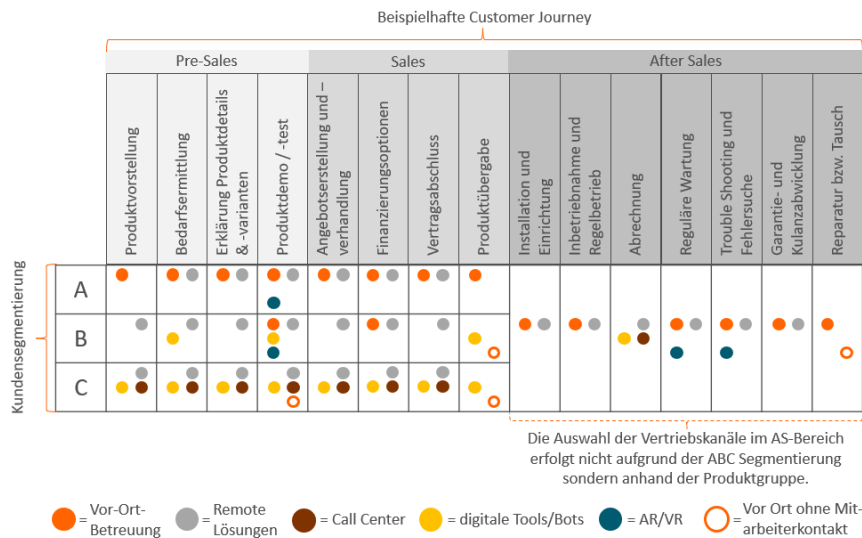 Beispielhafte Customer Journey
Pre-Sales
Sales
After Sales
Produktvorstellung
Bedarfsermittlung
Erklärung Produktdetails
& -varianten
Produktdemo / -test
Angebotserstellung und –
verhandlung
Finanzierungsoptionen
Vertragsabschluss
Produktübergabe
Installation und
Einrichtung
Inbetriebnahme und
Regelbetrieb
Abrechnung
Reguläre Wartung
Trouble Shooting und
Fehlersuche
Garantie- und
Kulanzabwicklung
Reparatur bzw. Tausch
Kundensegmentierung
A
B
C
Die Auswahl der Vertriebskanäle im AS-Bereich
erfolgt nicht aufgrund der ABC Segmentierung
sondern anhand der Produktgruppe.
= Vor-Ort-
Betreuung
= Remote
Lösungen
= Call Center
= digitale Tools/Bots
= AR/VR
= Vor Ort ohne Mit-
arbeiterkontakt